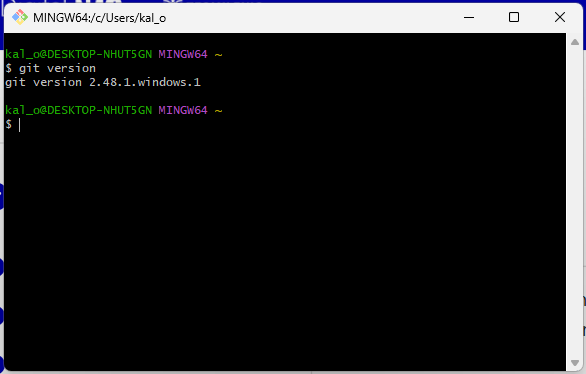 MINGW64:/c/Users/kal_o
kal_o@DESKTOP-NHUT5GN MINGW64 ~
$ git version
git version 2.48.1.windows.1
kal_o@DESKTOP-NHUT5GN MINGW64 ~
$